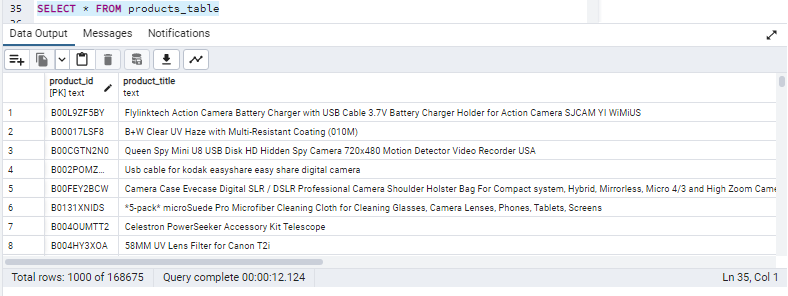 35 SELECT * FROM products_table
Data Output Messages Notifications
product_id product_title
[PK] text text
1 B00L9ZF5BY Flylinktech Action Camera Battery Charger with USB Cable 3.7V Battery Charger Holder for Action Camera SJCAM YI WiMiUS
2 B00017LSF8 B+W Clear UV Haze with Multi-Resistant Coating (010M)
3 B00CGTN2N0 Queen Spy Mini U8 USB Disk HD Hidden Spy Camera 720x480 Motion Detector Video Recorder USA
4 B002POMZ... Usb cable for kodak easyshare easy share digital camera
5 B00FEY2BCW Camera Case Evecase Digital SLR / DSLR Professional Camera Shoulder Holster Bag For Compact system, Hybrid, Mirrorless, Micro 4/3 and High Zoom Came
6 B0131XNIDS *5-pack* microSuede Pro Microfiber Cleaning Cloth for Cleaning Glasses, Camera Lenses, Phones, Tablets, Screens
7 B004OUMTT2 Celestron PowerSeeker Accessory Kit Telescope
8 B004HY3XOA 58MM UV Lens Filter for Canon T2i
Total rows: 1000 of 168675 Query complete 00:00:12.124 Ln 35, Col 1